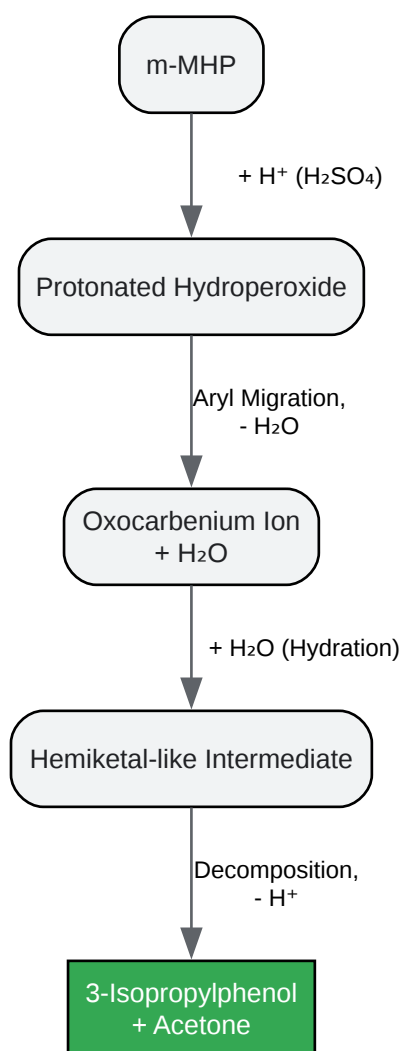 m-MHP
+ H⁺ (H₂SO₄)
Protonated Hydroperoxide
Aryl Migration,
- H₂O
Oxocarbenium Ion
+ H₂O
+ H₂O (Hydration)
Hemiketal-like Intermediate
Decomposition,
- H⁺
3-Isopropylphenol
+ Acetone